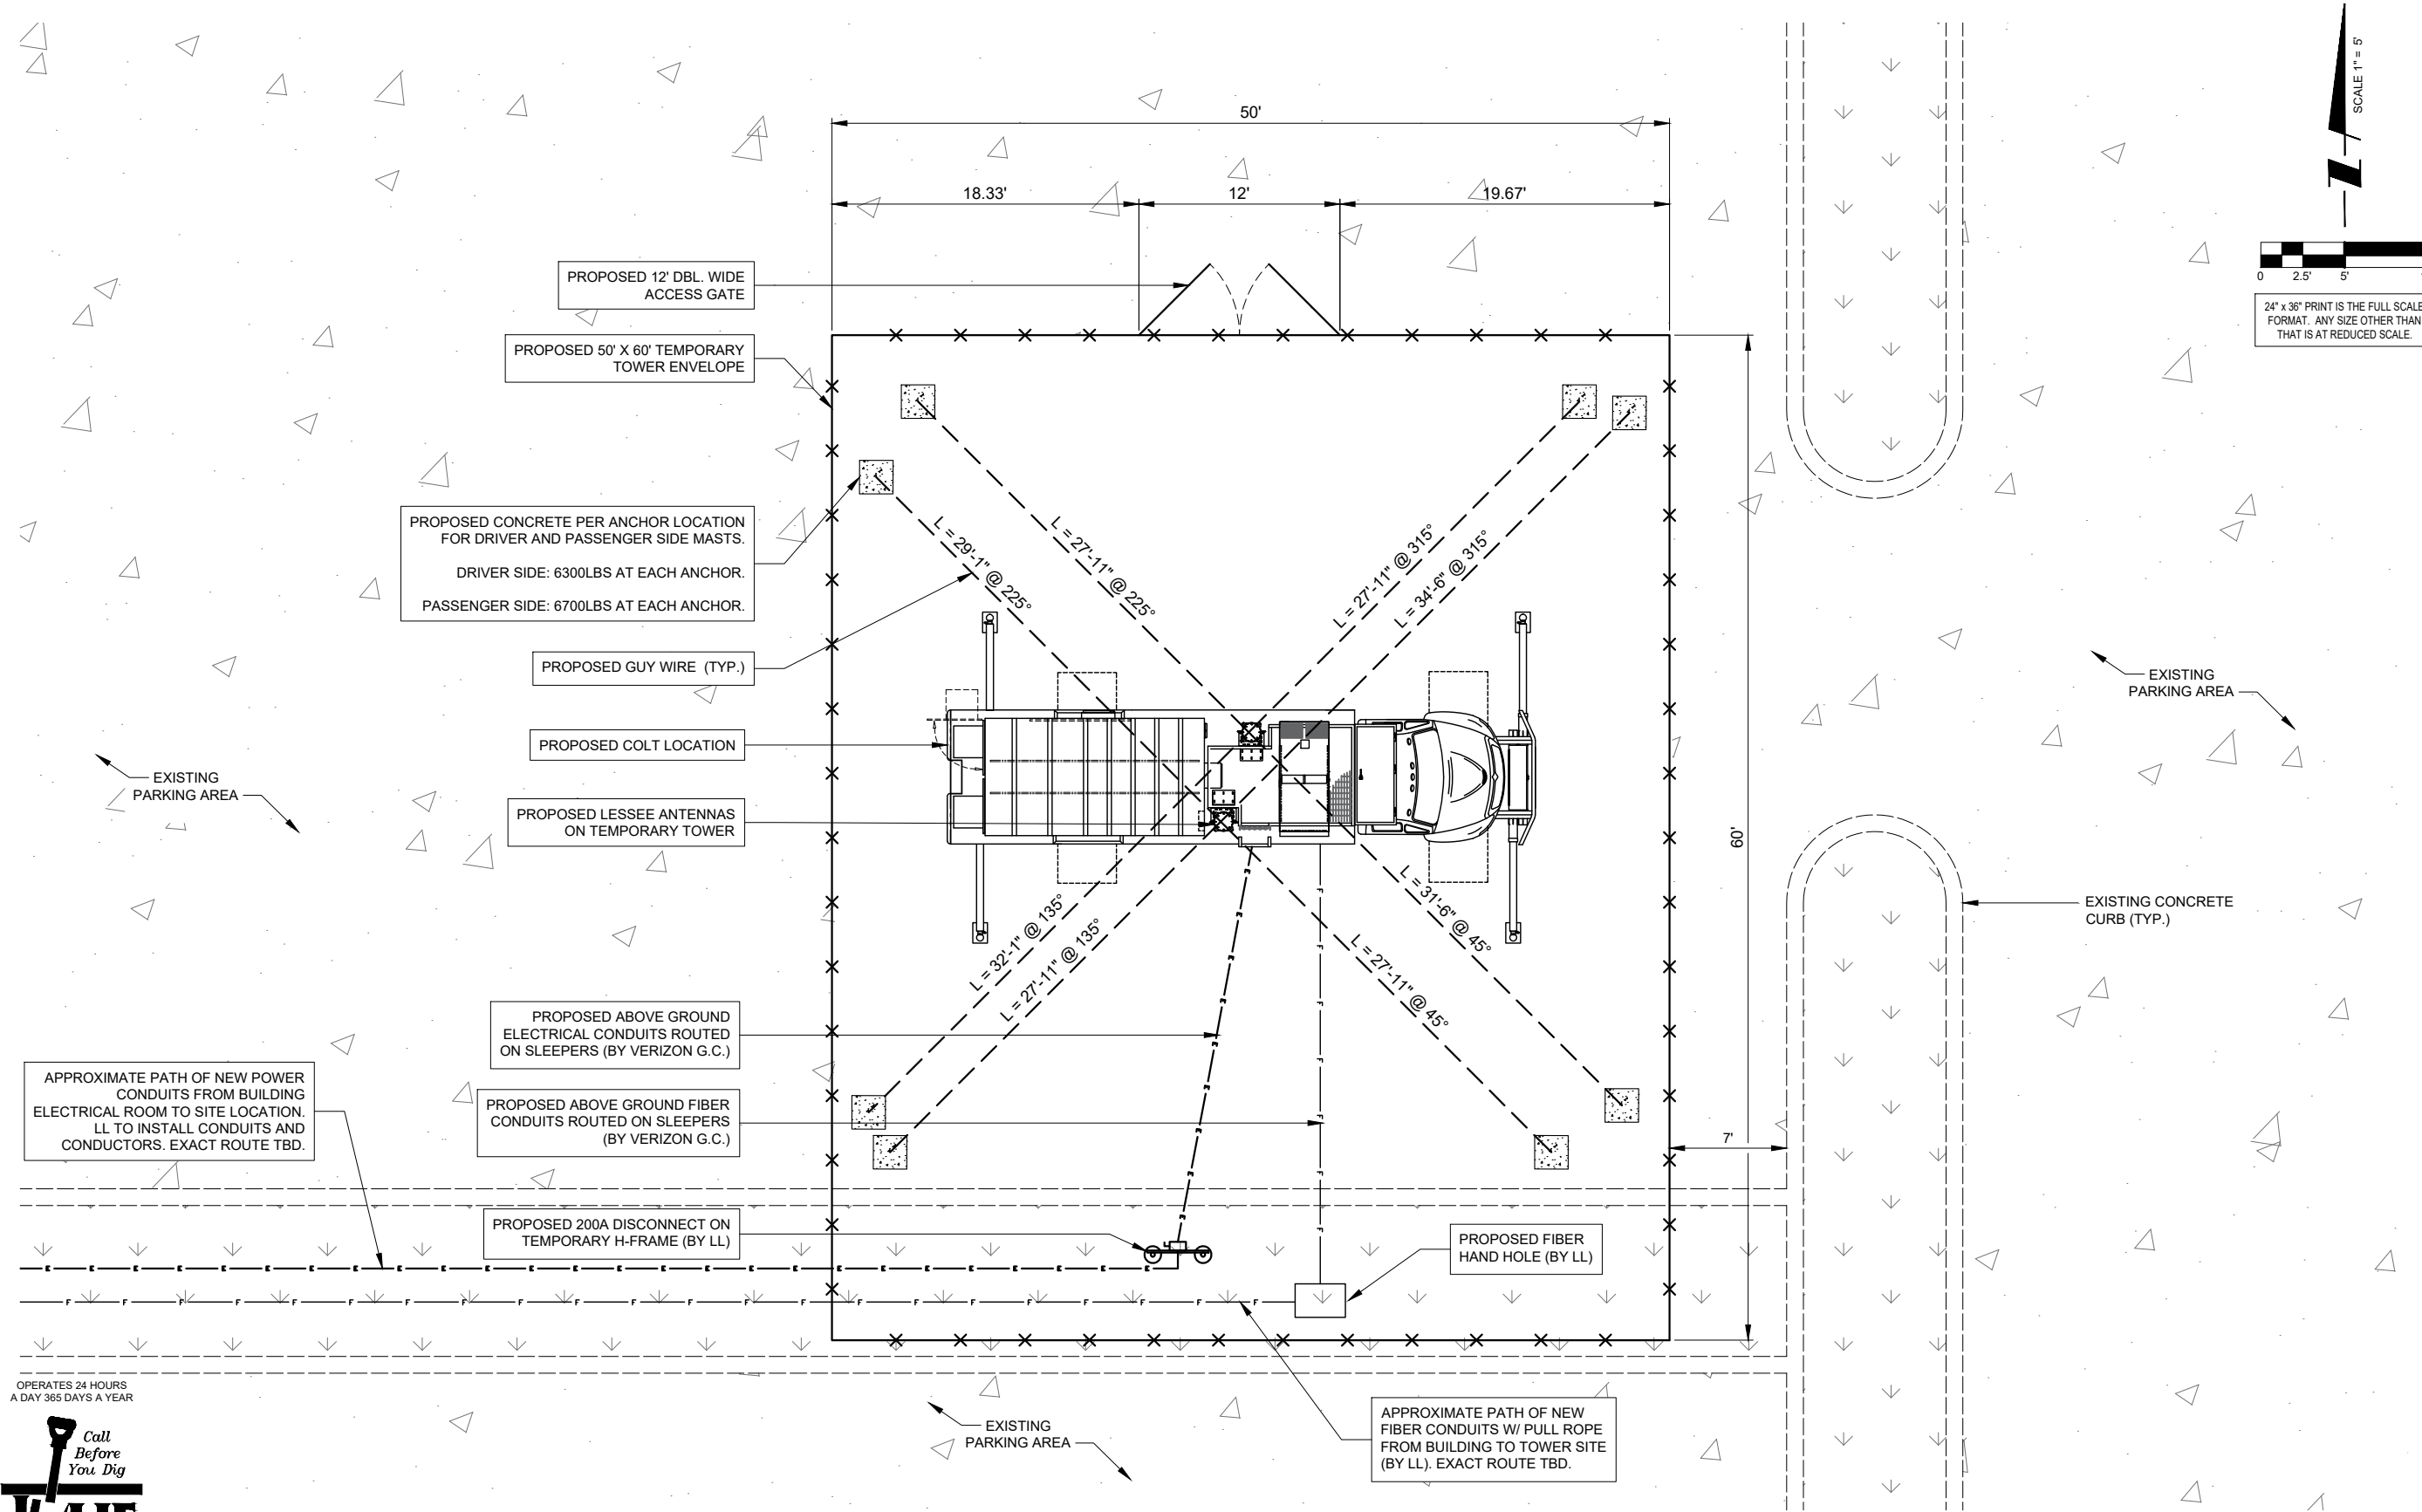 SCALE 1" = 5'
0 2.5' 5'
24" x 36" PRINT IS THE FULL SCALE
FORMAT. ANY SIZE OTHER THAN
THAT IS AT REDUCED SCALE.
50'
18.33' 12' 19.67'
PROPOSED 12' DBL. WIDE
ACCESS GATE
PROPOSED 50' X 60' TEMPORARY
TOWER ENVELOPE
PROPOSED CONCRETE PER ANCHOR LOCATION
FOR DRIVER AND PASSENGER SIDE MASTS.
DRIVER SIDE: 6300LBS AT EACH ANCHOR.
PASSENGER SIDE: 6700LBS AT EACH ANCHOR.
L = 29'-1" @ 225°
L = 27'-11" @ 225°
L = 27'-11" @ 315°
L = 34'-6" @ 315°
PROPOSED GUY WIRE (TYP.)
EXISTING
PARKING AREA
PROPOSED COLT LOCATION
EXISTING
PARKING AREA
PROPOSED LESSEE ANTENNAS
ON TEMPORARY TOWER
60'
L = 32'-1" @ 135°
L = 27'-11" @ 135°
L = 31'-6" @ 45°
L = 27'-11" @ 45°
EXISTING CONCRETE
CURB (TYP.)
PROPOSED ABOVE GROUND
ELECTRICAL CONDUITS ROUTED
ON SLEEPERS (BY VERIZON G.C.)
APPROXIMATE PATH OF NEW POWER
CONDUITS FROM BUILDING
ELECTRICAL ROOM TO SITE LOCATION.
LL TO INSTALL CONDUITS AND
CONDUCTORS. EXACT ROUTE TBD.
PROPOSED ABOVE GROUND FIBER
CONDUITS ROUTED ON SLEEPERS
(BY VERIZON G.C.)
7'
PROPOSED 200A DISCONNECT ON
TEMPORARY H-FRAME (BY LL)
PROPOSED FIBER
HAND HOLE (BY LL)
E E E E E E E E E E E E E
F F F F F F F F F F F F F F F F F F F F F F
OPERATES 24 HOURS
A DAY 365 DAYS A YEAR
Call
Before
You Dig
EXISTING
PARKING AREA
APPROXIMATE PATH OF NEW
FIBER CONDUITS W/ PULL ROPE
FROM BUILDING TO TOWER SITE
(BY LL). EXACT ROUTE TBD.